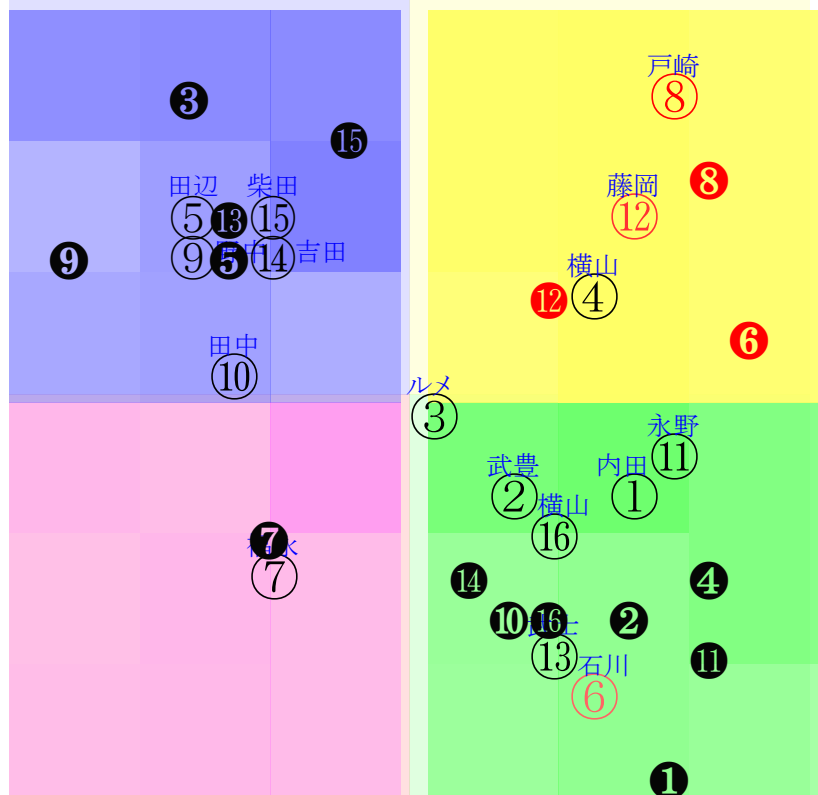 戸崎
⑧
❸
⓯
❽
田辺
柴田
藤岡
⑤
⓭
⑮
⑫
⑨
❺
⑭
吉田
❾
横山
⓬
④
❻
田中
⑩
ルメ
③
永野
⑪
武豊
内田
②
①
横山
⑯
❼
⑦
⓮
❹
❿
⓰
❷
⑬
⓫
石川
⑥
❶